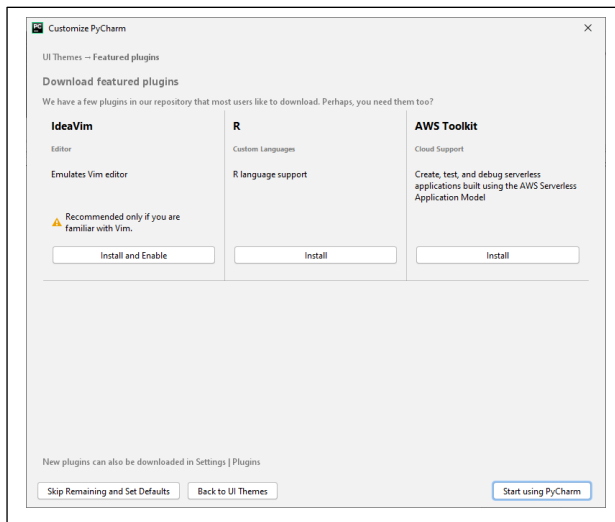 Customize PyCharm
UI Themes → Featured plugins
Download featured plugins
We have a few plugins in our repository that most users like to download. Perhaps, you need them too?
IdeaVim
Editor
Emulates Vim editor
Recommended only if you are
familiar with Vim.
Install and Enable
R
Custom Languages
R language support
Install
AWS Toolkit
Cloud Support
Create, test, and debug serverless
applications built using the AWS Serverless
Application Model
Install
New plugins can also be downloaded in Settings | Plugins
Skip Remaining and Set Defaults
Back to UI Themes
Start using PyCharm